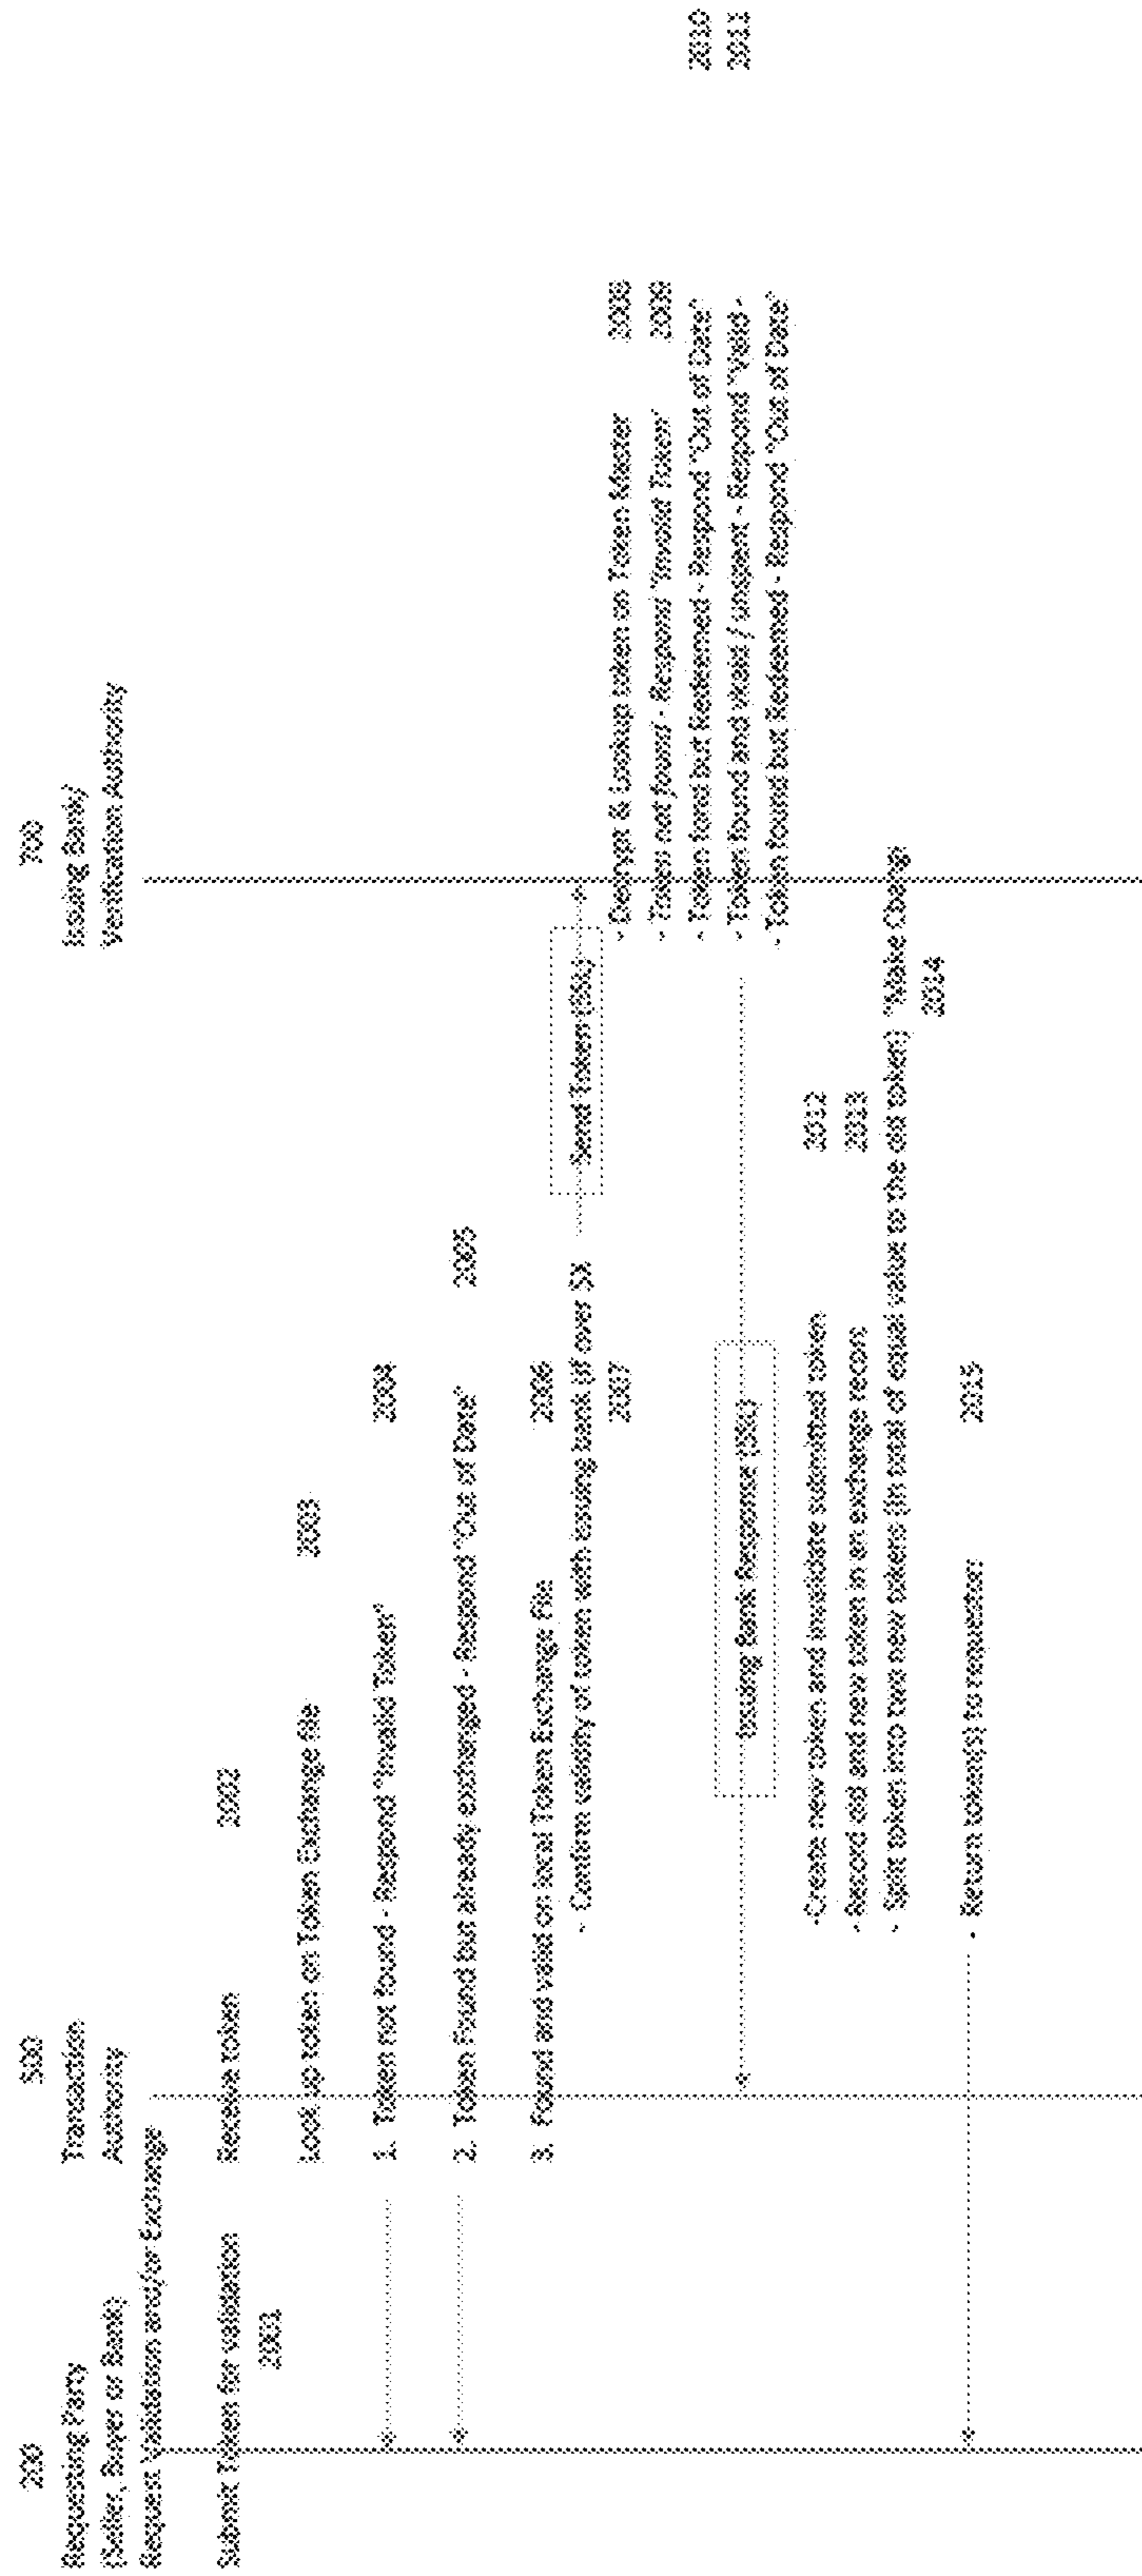 200
Requesting Party
(Seller, Buyer or Bank)
Request Validation and/or Exchange
500
Transaction
Authority
700
Issuing Bank/
Verification Authority
Submit Token for validation
2001
Receive token
2002
Look up token on Token Exchange file
2003
1. Token not found - Respond "Invalid Token"
2004
2. Token Found but already exchanged - Respond "Out of Date"
2005
3. Found and valid on local Token Exchange file
2006
- Confirm validity of token with issuing bank (if over $X
2007
Send Token (SSL)
- Decrypt & Lookup token on Token Master
2008
- Token not found - Respond "Invalid Token"
2009
- Token found but Redeemed - Respond "Out of Date"
2010
- Token found and valid / unspent - Respond "Valid"
2011
- Token found but Redeemed - Respond "Out of Date"
Issuing Bank Response (SSL)
- Create new token and invalidate submitted token
2012
- Record old and new token in an exchange recorn
2013
- Split token into two new tokens (in total of equal value to the old token) "Make Chang
2014
- Return token(s) to requestion
2015